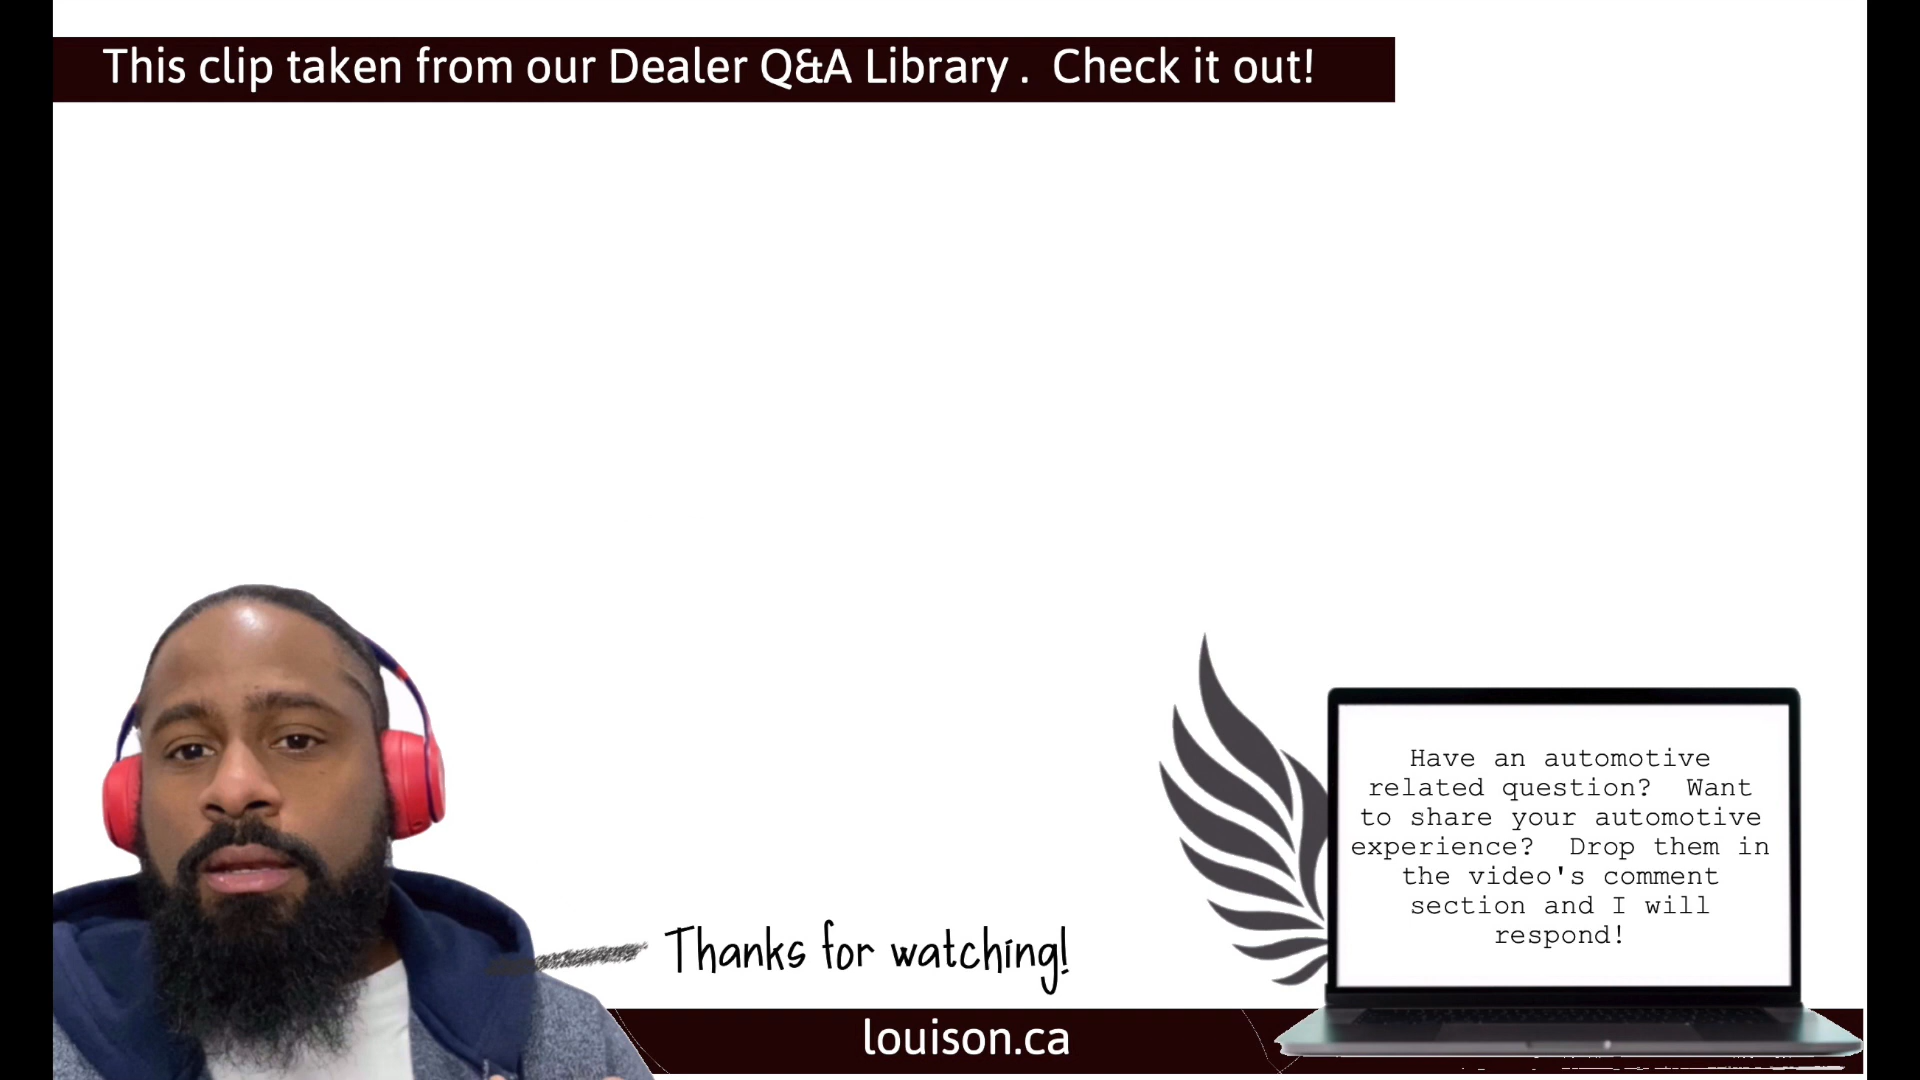 This clip taken from our Dealer Q&A Library .  Check it out!
Have an automotive
related question?  Want
to share your automotive
experience?  Drop them in
the video's comment
section and I will
respond!
Thanks for watching!
louison.ca